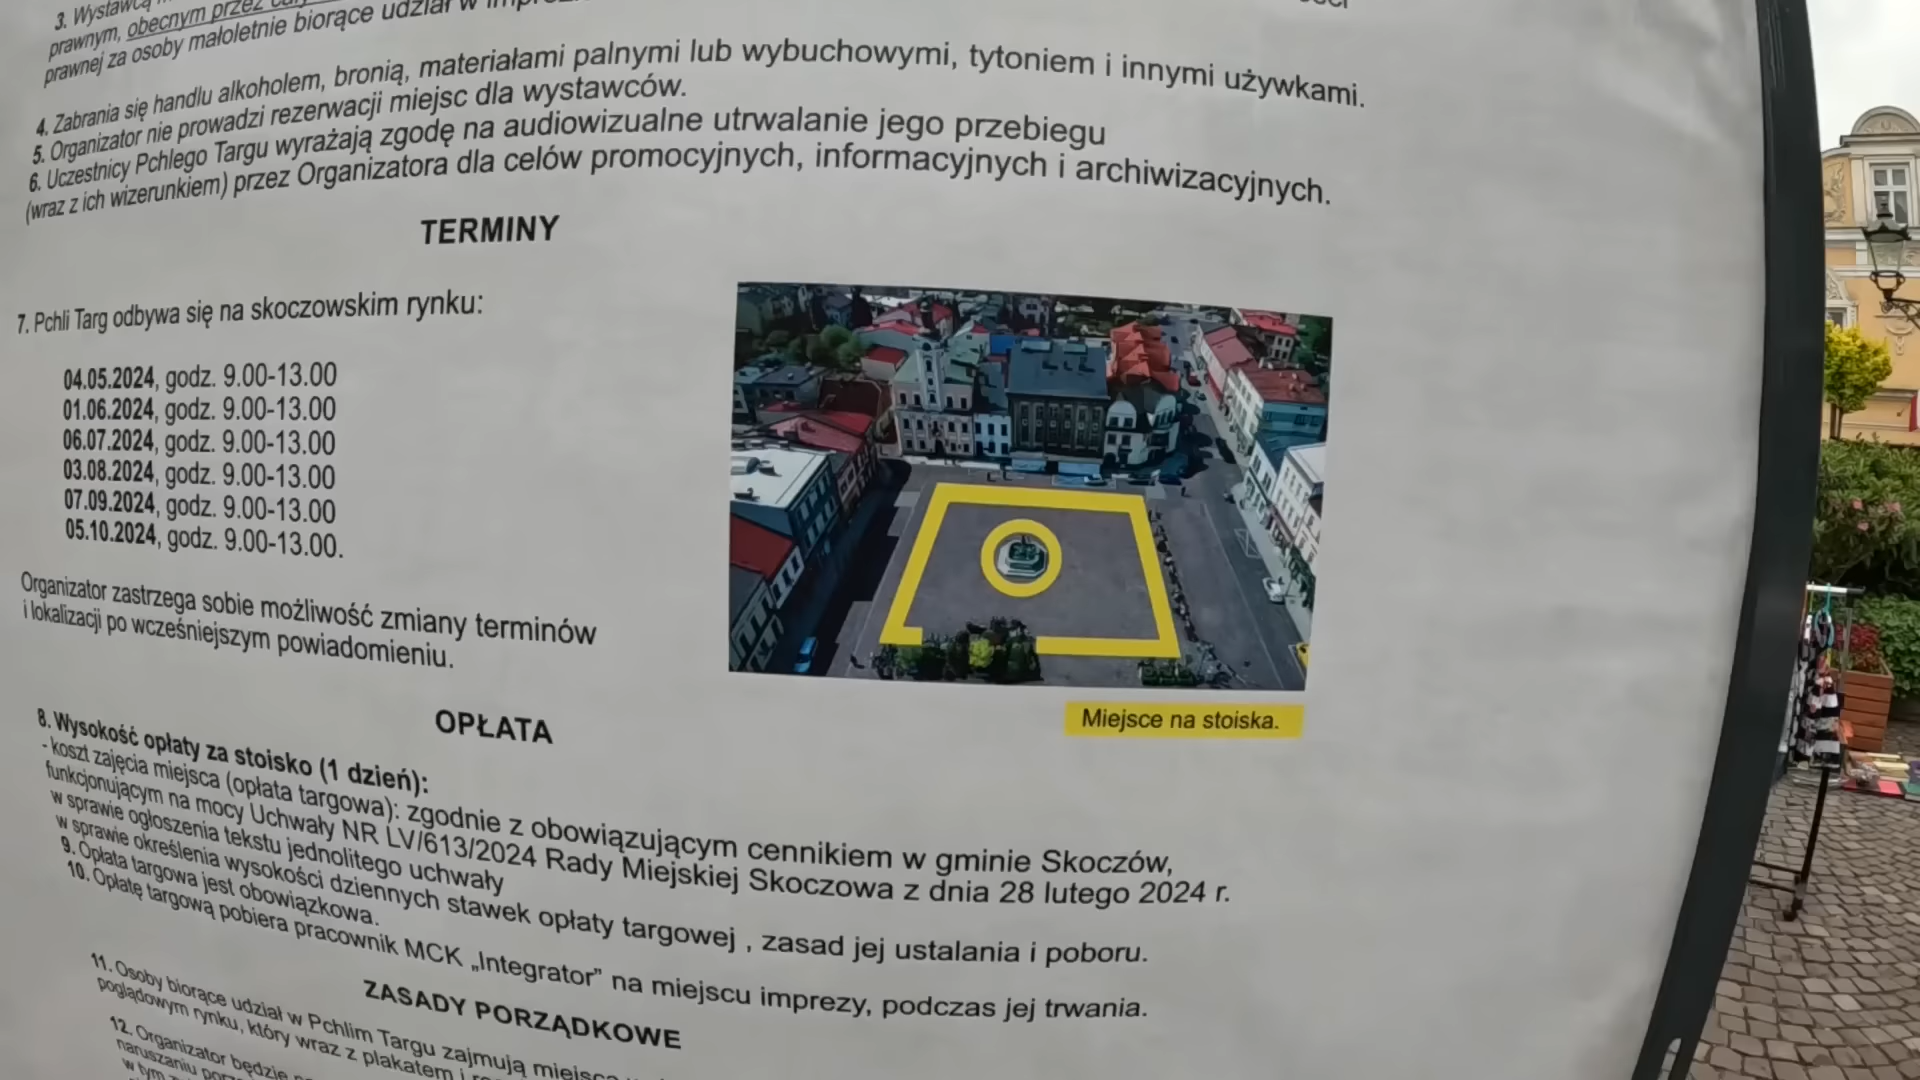 3. Wystawcą
prawnym, obecnym przez
prawnej za osoby małoletnie biorące udział w
4. Zabrania się handlu alkoholem, bronią, materiałami palnymi lub wybuchowymi, tytoniem i innymi używkami.
5. Organizator nie prowadzi rezerwacji miejsc dla wystawców.
6. Uczestnicy Pchlego Targu wyrażają zgodę na audiowizualne utrwalanie jego przebiegu
(wraz z ich wizerunkiem) przez Organizatora dla celów promocyjnych, informacyjnych i archiwizacyjnych.
TERMINY
7. Pchli Targ odbywa się na skoczowskim rynku:
04.05.2024, godz. 9.00-13.00
01.06.2024, godz. 9.00-13.00
06.07.2024, godz. 9.00-13.00
03.08.2024, godz. 9.00-13.00
07.09.2024, godz. 9.00-13.00
05.10.2024, godz. 9.00-13.00.
Organizator zastrzega sobie możliwość zmiany terminów
i lokalizacji po wcześniejszym powiadomieniu.
Miejsce na stoiska.
OPŁATA
8. Wysokość opłaty za stoisko (1 dzień):
- koszt zajęcia miejsca (opłata targowa): zgodnie z obowiązującym cennikiem w gminie Skoczów,
funkcjonującym na mocy Uchwały NR LV/613/2024 Rady Miejskiej Skoczowa z dnia 28 lutego 2024 r.
w sprawie ogłoszenia tekstu jednolitego uchwały
w sprawie określenia wysokości dziennych stawek opłaty targowej , zasad jej ustalania i poboru.
9. Opłata targowa jest obowiązkowa.
10. Opłatę targową pobiera pracownik MCK „Integrator” na miejscu imprezy, podczas jej trwania.
ZASADY PORZĄDKOWE
11. Osoby biorące udział w Pchlim Targu zajmują
poglądowym rynku, który wraz z plakatem i
12. Organizator będzie
naruszaniu
w tym